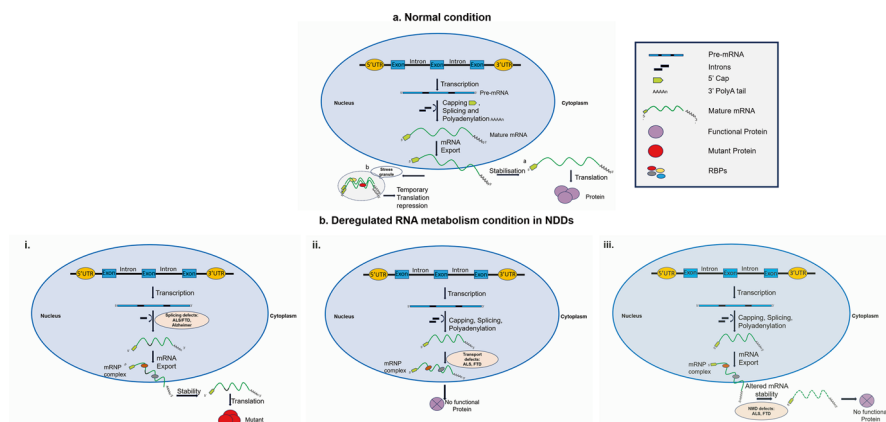 a. Normal condition
5'UTR Exon Intron Exon Intron Exon 3'UTR
Transcription
Pre-mRNA
Nucleus
Cytoplasm
Capping ,
Splicing and
Polyadenylation AAAAn
Mature mRNA
mRNA
Export
b
Stress
granule
Stabilisation
a
Temporary
Translation
repression
Translation
Protein
Pre-mRNA
Introns
5' Cap
AAAAn 3' PolyA tail
Mature mRNA
Functional Protein
Mutant Protein
RBPs
b. Deregulated RNA metabolism condition in NDDs
i.
5'UTR Exon Intron Exon Intron Exon 3'UTR
Transcription
Nucleus
Cytoplasm
Splicing defects:
ALS/FTD,
Alzheimer
mRNA
Export
mRNP
complex
Stability
Translation
Mutant
ii.
5'UTR Exon Intron Exon Intron Exon 3'UTR
Transcription
Nucleus
Cytoplasm
Capping, Splicing,
Polyadenylation
Transport
defects:
ALS, FTD
mRNP
complex
No functional
Protein
iii.
5'UTR Exon Intron Exon Intron Exon 3'UTR
Transcription
Nucleus
Cytoplasm
Capping, Splicing,
Polyadenylation
mRNA
Export
mRNP
complex
Altered mRNA
stability
NMD defects:
ALS, FTD
No functional
Protein